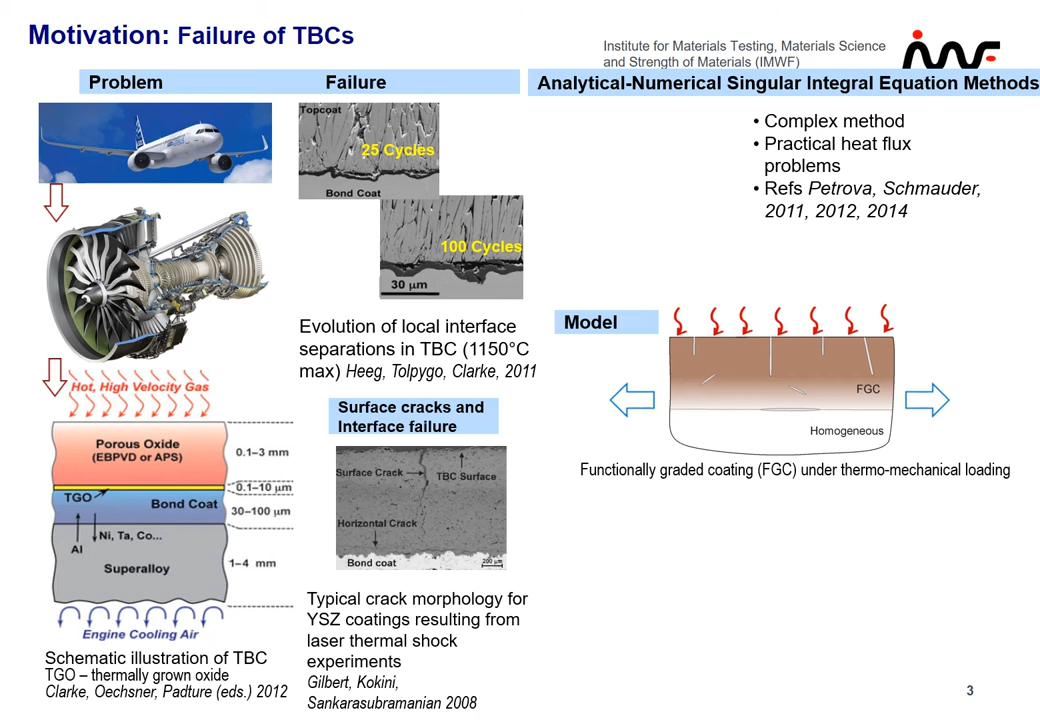 Motivation: Failure of TBCs
Institute for Materials Testing, Materials Science
and Strength of Materials (IMWF)
Problem
Failure
Analytical-Numerical Singular Integral Equation Methods
Topcoat
25 Cycles
Bond Coat
100 Cycles
30 μm
Evolution of local interface
separations in TBC (1150°C
max) Heeg, Tolpygo, Clarke, 2011
Surface cracks and
Interface failure
Surface Crack
TBC Surface
Horizontal Crack
Bond coat
200 μm
Typical crack morphology for
YSZ coatings resulting from
laser thermal shock
experiments
Gilbert, Kokini,
Sankarasubramanian 2008
Hot, High Velocity Gas
Porous Oxide
(EBPVD or APS)
0.1–3 mm
TGO
0.1–10 μm
Bond Coat
30–100 μm
Ni, Ta, Co...
Al
Superalloy
1–4 mm
Engine Cooling Air
Schematic illustration of TBC
TGO – thermally grown oxide
Clarke, Oechsner, Padture (eds.) 2012
• Complex method
• Practical heat flux
problems
• Refs Petrova, Schmauder,
2011, 2012, 2014
Model
FGC
Homogeneous
Functionally graded coating (FGC) under thermo-mechanical loading
3